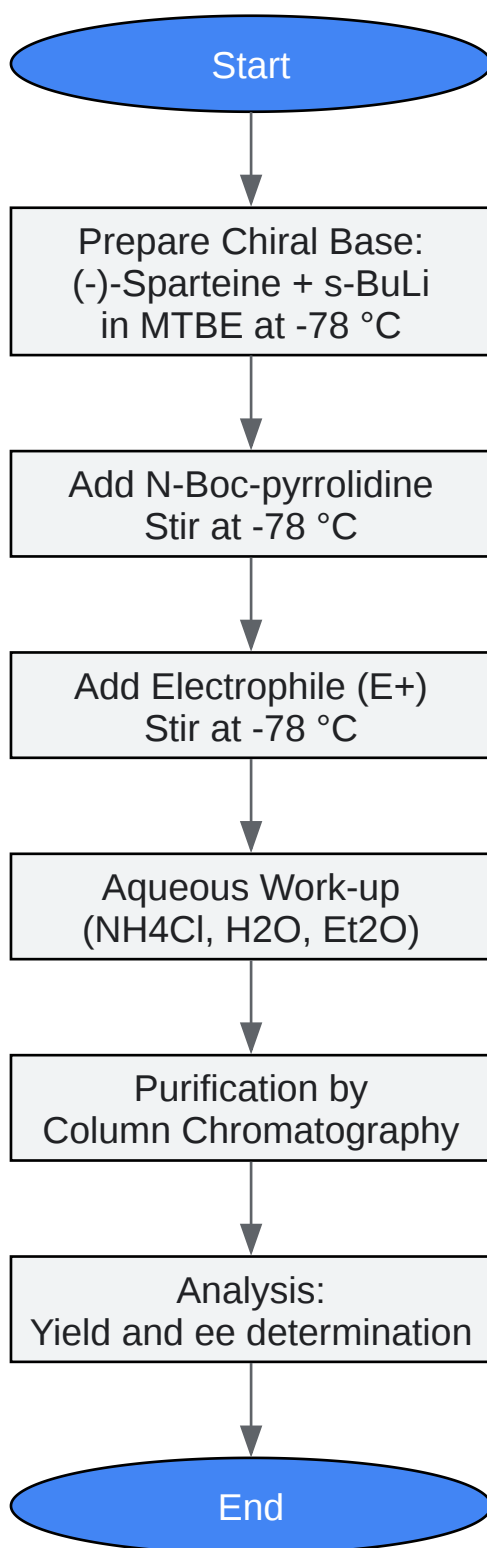 Start
Prepare Chiral Base:
(-)-Sparteine + s-BuLi
in MTBE at -78 °C
Add N-Boc-pyrrolidine
Stir at -78 °C
Add Electrophile (E+)
Stir at -78 °C
Aqueous Work-up
(NH4Cl, H2O, Et2O)
Purification by
Column Chromatography
Analysis:
Yield and ee determination
End